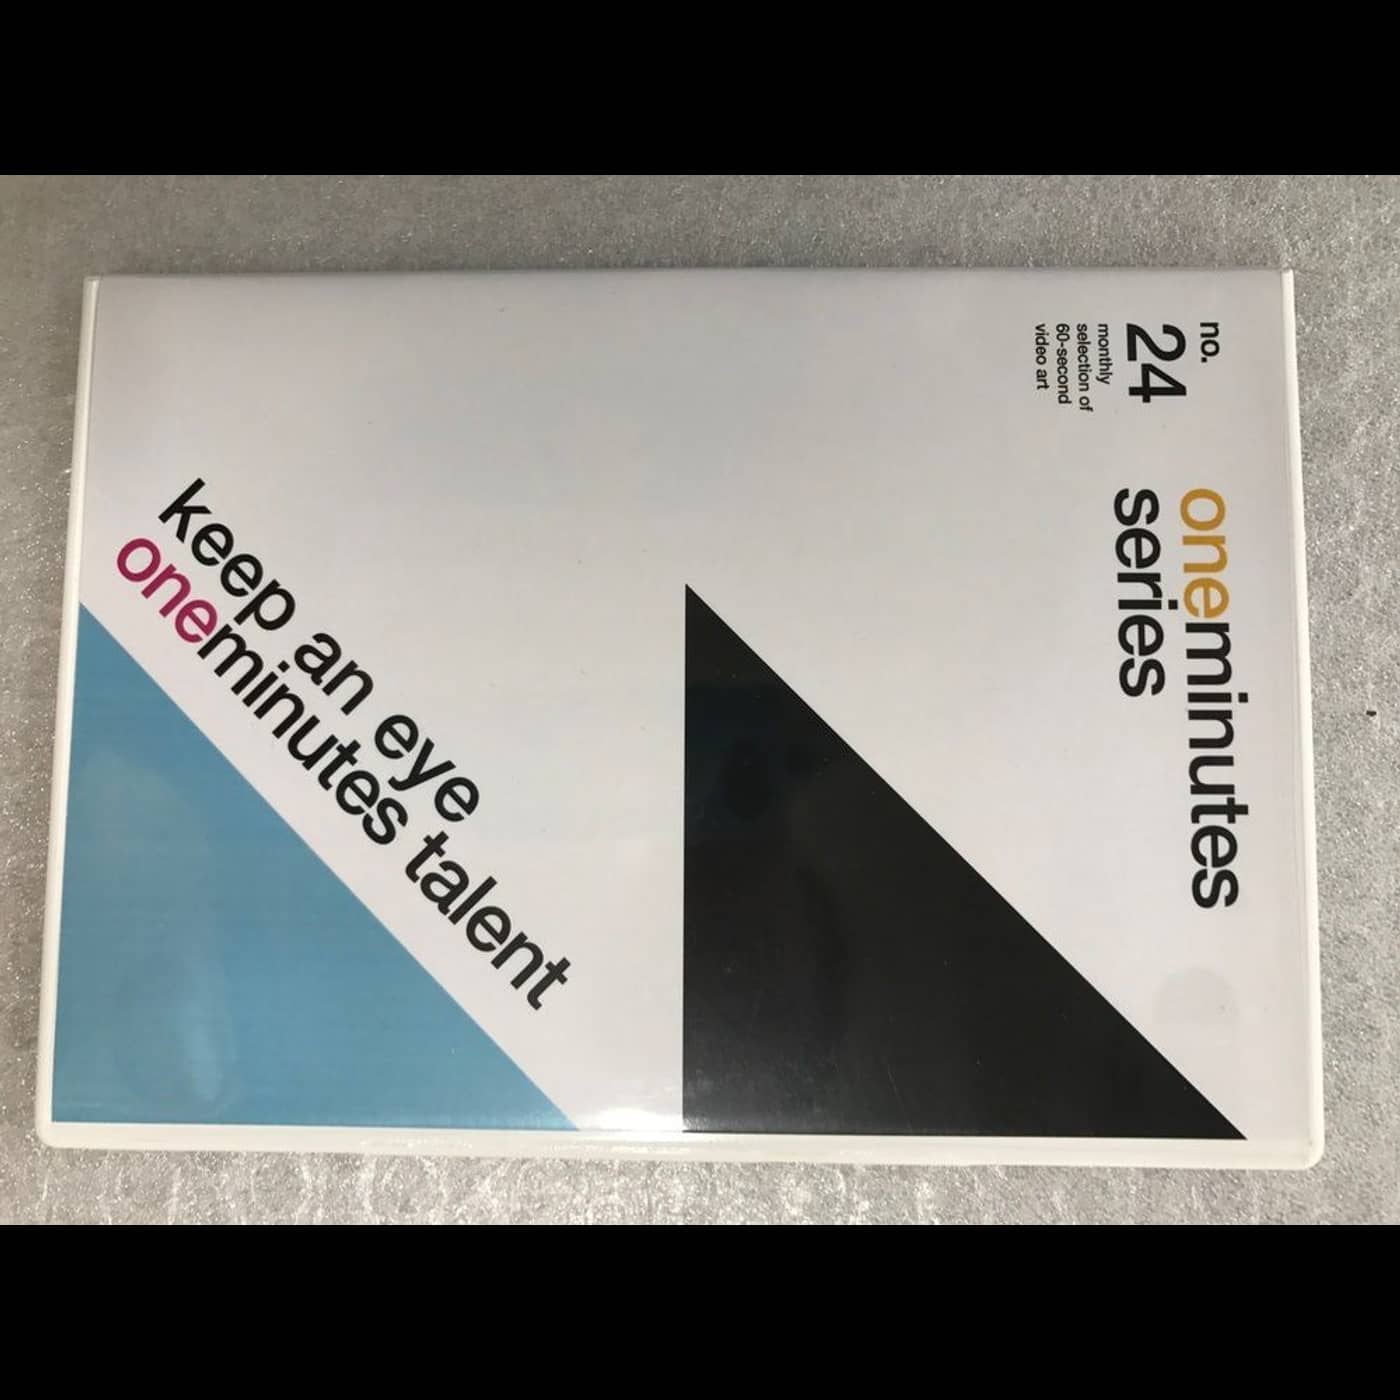 no.
24
monthly
selection of
60-second
video art
oneminutes
series
keep an eye
oneminutes talent